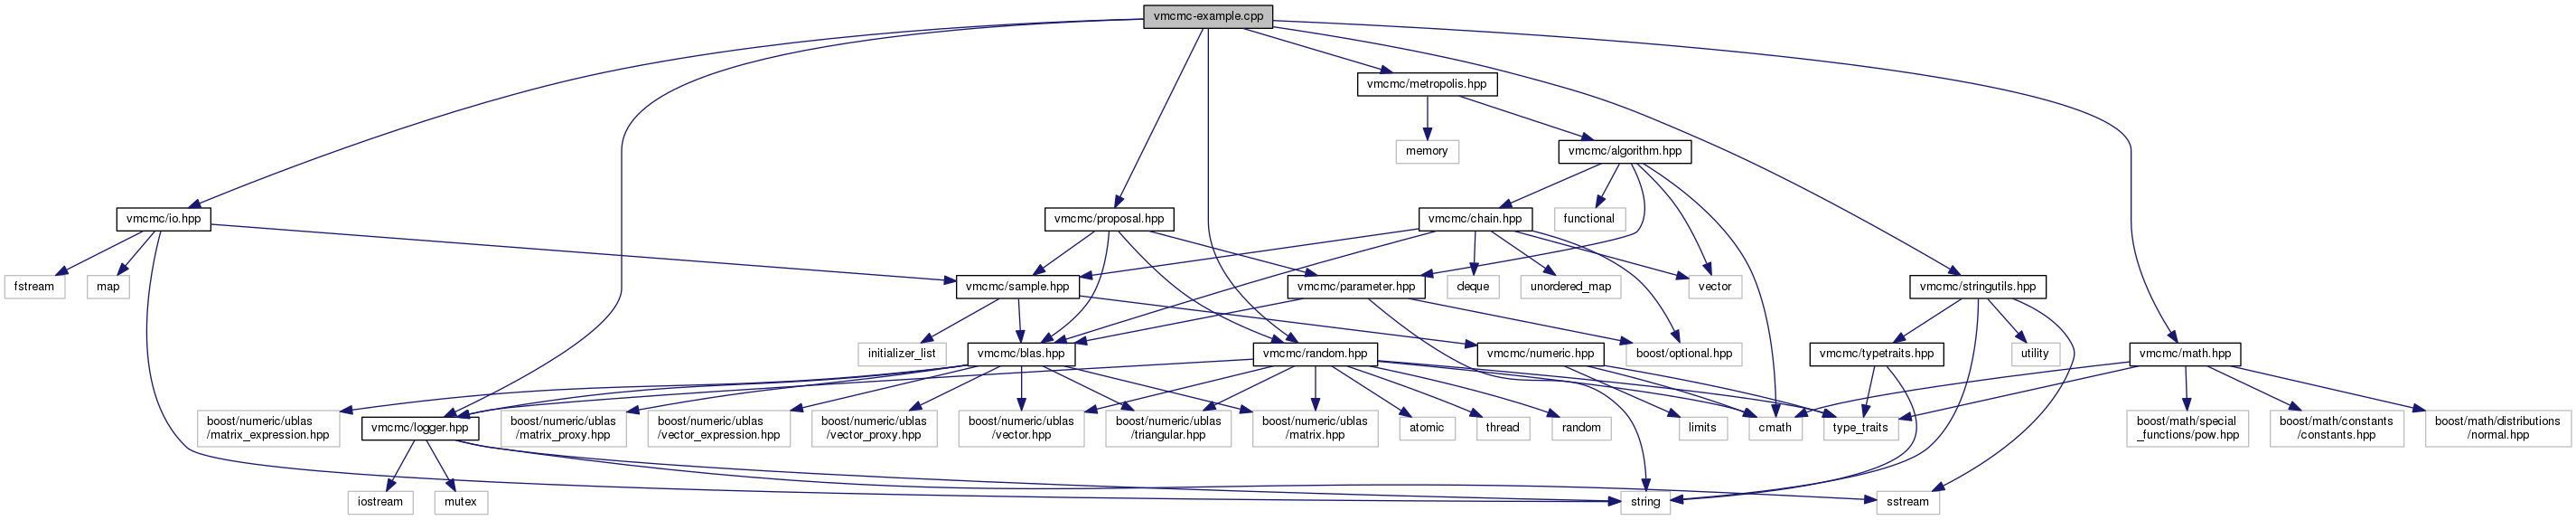 vmcmc-example.cpp
vmcmc/metropolis.hpp
memory
vmcmc/algorithm.hpp
vmcmc/io.hpp
vmcmc/proposal.hpp
vmcmc/chain.hpp
functional
fstream
map
vmcmc/sample.hpp
vmcmc/parameter.hpp
deque
unordered_map
vector
vmcmc/stringutils.hpp
initializer_list
vmcmc/blas.hpp
vmcmc/random.hpp
vmcmc/numeric.hpp
boost/optional.hpp
vmcmc/typetraits.hpp
utility
vmcmc/math.hpp
boost/numeric/ublas
/matrix_expression.hpp
vmcmc/logger.hpp
boost/numeric/ublas
/matrix_proxy.hpp
boost/numeric/ublas
/vector_expression.hpp
boost/numeric/ublas
/vector_proxy.hpp
boost/numeric/ublas
/vector.hpp
boost/numeric/ublas
/triangular.hpp
boost/numeric/ublas
/matrix.hpp
atomic
thread
random
limits
cmath
type_traits
boost/math/special
_functions/pow.hpp
boost/math/constants
/constants.hpp
boost/math/distributions
/normal.hpp
iostream
mutex
string
sstream